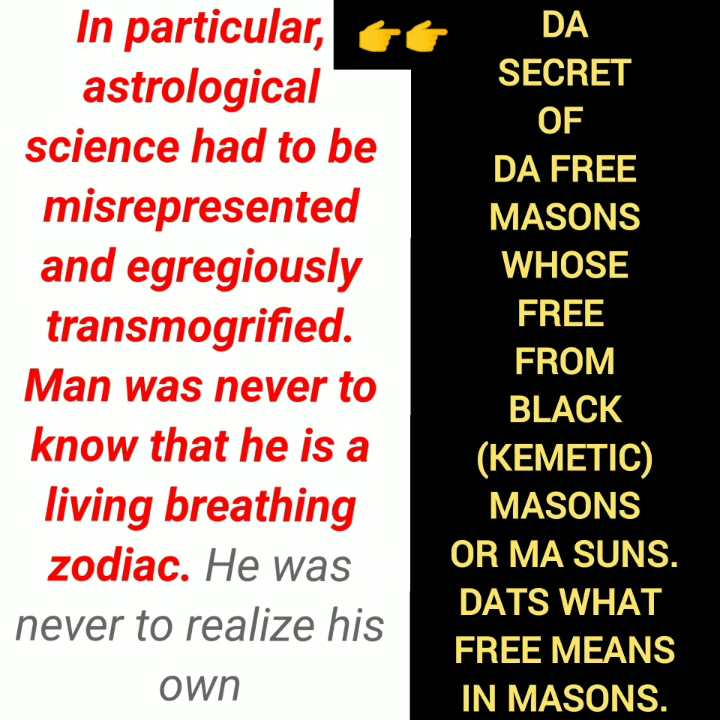 In particular,
astrological
science had to be
misrepresented
and egregiously
transmogrified.
Man was never to
know that he is a
living breathing
zodiac. He was
never to realize his
own
👉👉
DA
SECRET
OF
DA FREE
MASONS
WHOSE
FREE
FROM
BLACK
(KEMETIC)
MASONS
OR MA SUNS.
DATS WHAT
FREE MEANS
IN MASONS.